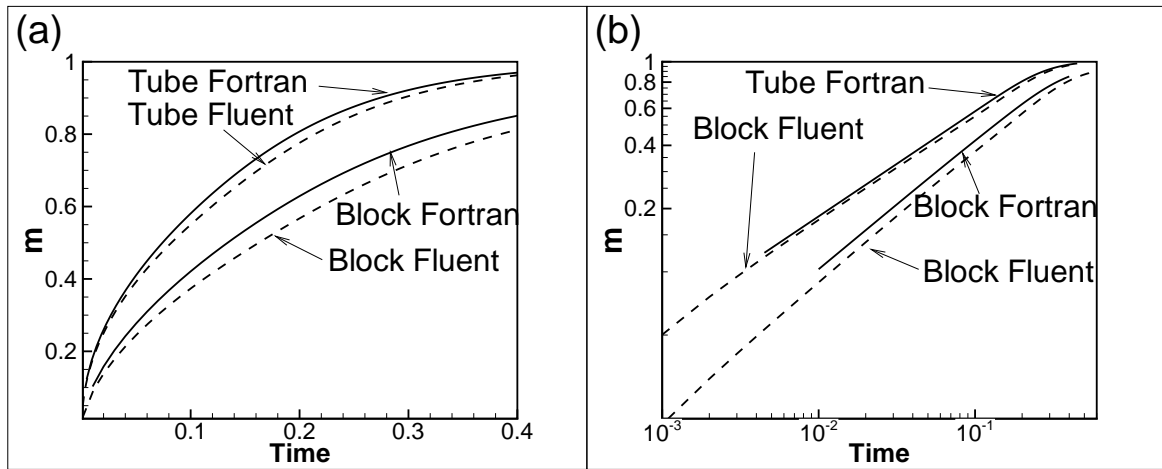 (a)
1
Tube Fortran
Tube Fluent
0.8
0.6
m
Block Fortran
0.4
Block Fluent
0.2
0.1
0.2
0.3
0.4
Time
(b)
1
0.8
0.6
Tube Fortran
Block Fluent
0.4
0.2
Block Fortran
m
Block Fluent
10-3
10-2
10-1
Time